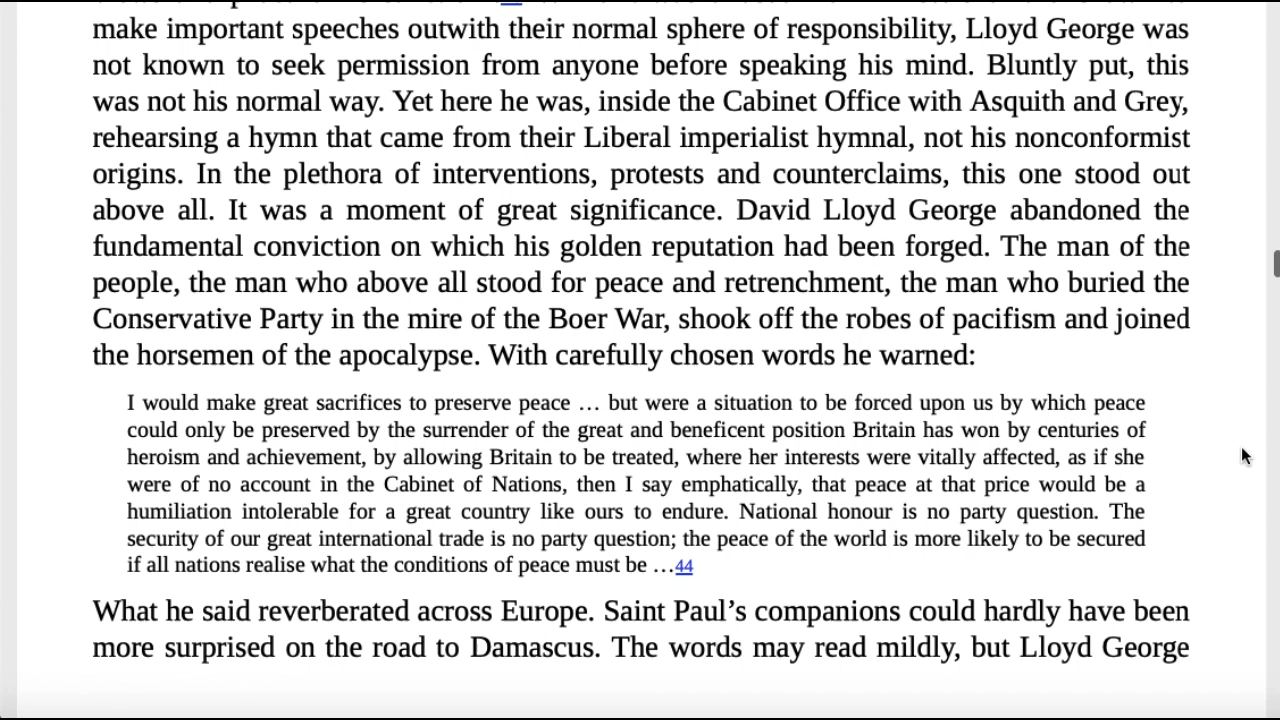 make important speeches outwith their normal sphere of responsibility, Lloyd George was
not known to seek permission from anyone before speaking his mind. Bluntly put, this
was not his normal way. Yet here he was, inside the Cabinet Office with Asquith and Grey,
rehearsing a hymn that came from their Liberal imperialist hymnal, not his nonconformist
origins. In the plethora of interventions, protests and counterclaims, this one stood out
above all. It was a moment of great significance. David Lloyd George abandoned the
fundamental conviction on which his golden reputation had been forged. The man of the
people, the man who above all stood for peace and retrenchment, the man who buried the
Conservative Party in the mire of the Boer War, shook off the robes of pacifism and joined
the horsemen of the apocalypse. With carefully chosen words he warned:
I would make great sacrifices to preserve peace … but were a situation to be forced upon us by which peace
could only be preserved by the surrender of the great and beneficent position Britain has won by centuries of
heroism and achievement, by allowing Britain to be treated, where her interests were vitally affected, as if she
were of no account in the Cabinet of Nations, then I say emphatically, that peace at that price would be a
humiliation intolerable for a great country like ours to endure. National honour is no party question. The
security of our great international trade is no party question; the peace of the world is more likely to be secured
if all nations realise what the conditions of peace must be …44
What he said reverberated across Europe. Saint Paul’s companions could hardly have been
more surprised on the road to Damascus. The words may read mildly, but Lloyd George